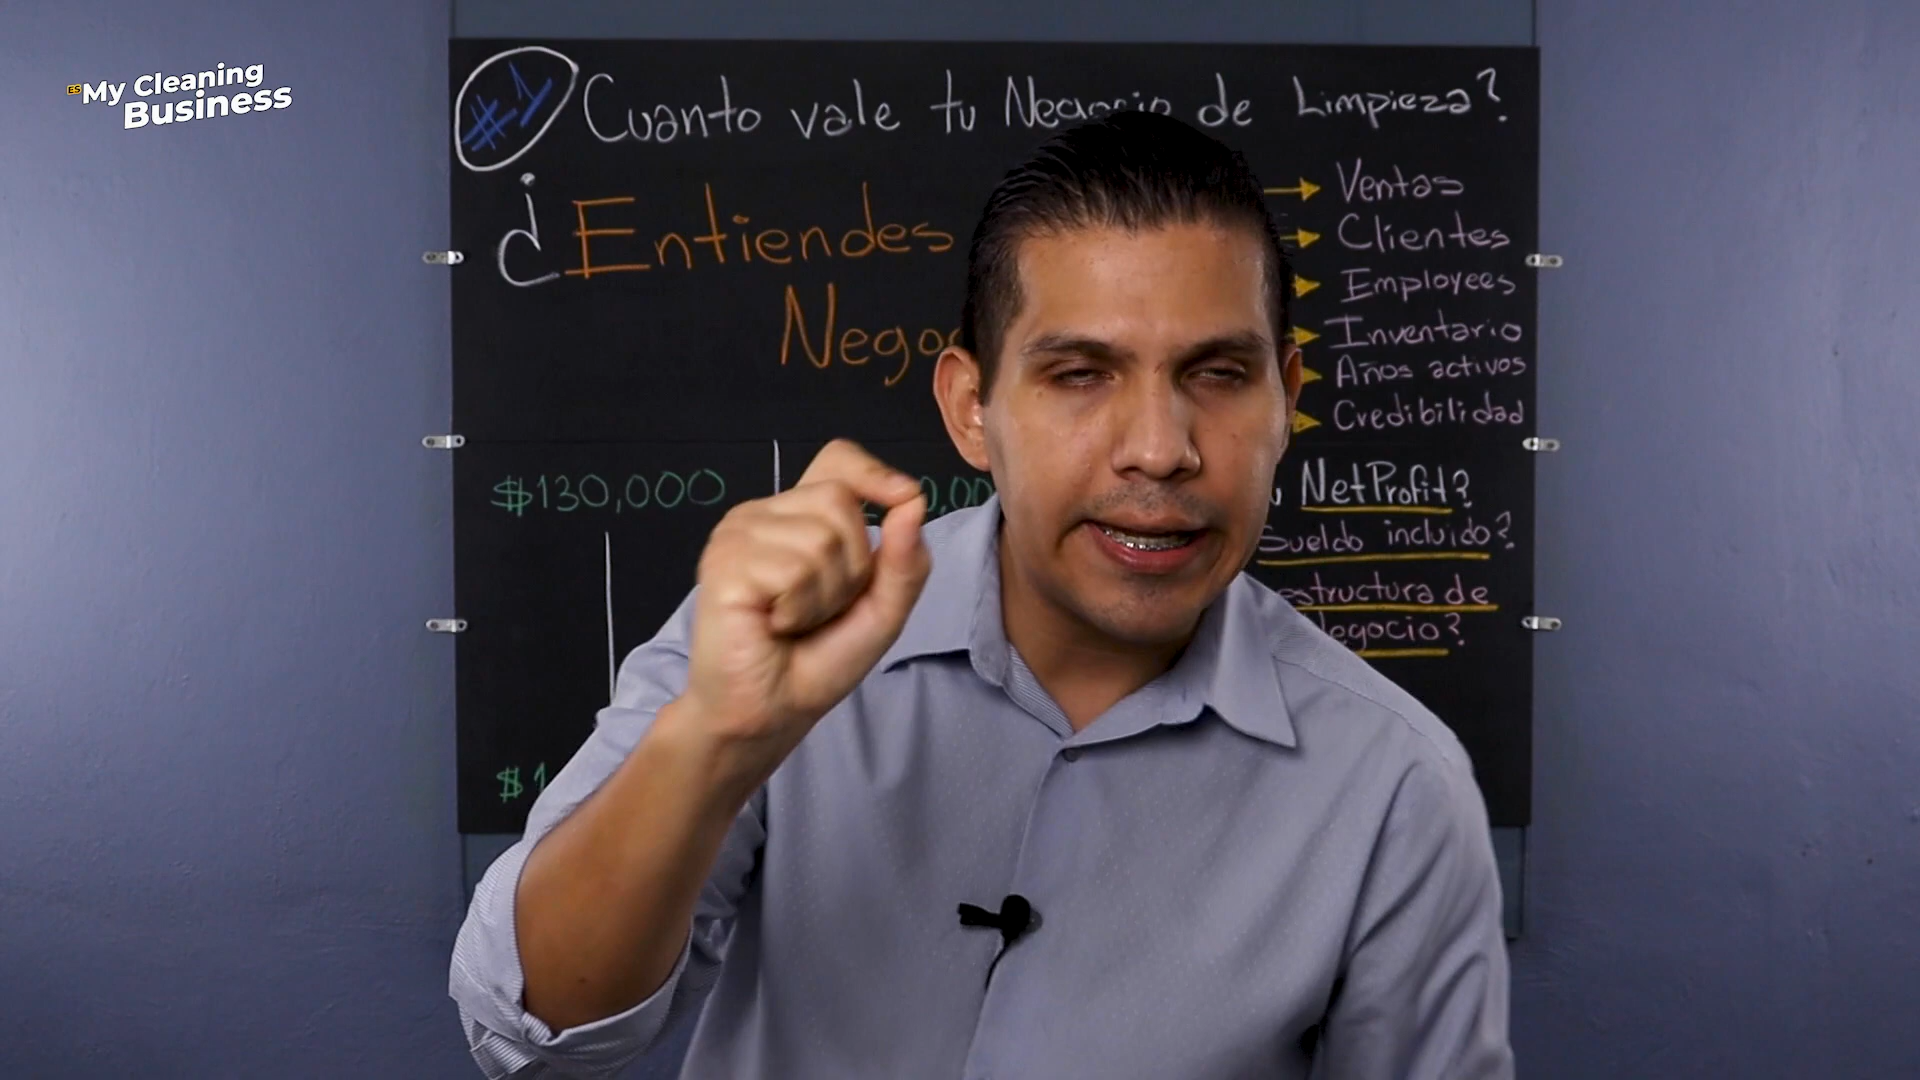 ES My Cleaning
Business
#1 Cuanto vale tu Negocio de Limpieza?
¿Entiendes
Ventas
Clientes
Employees
Inventario
Años activos
Credibilidad
$130,000
NetProfit?
Sueldo incluido?
estructura de